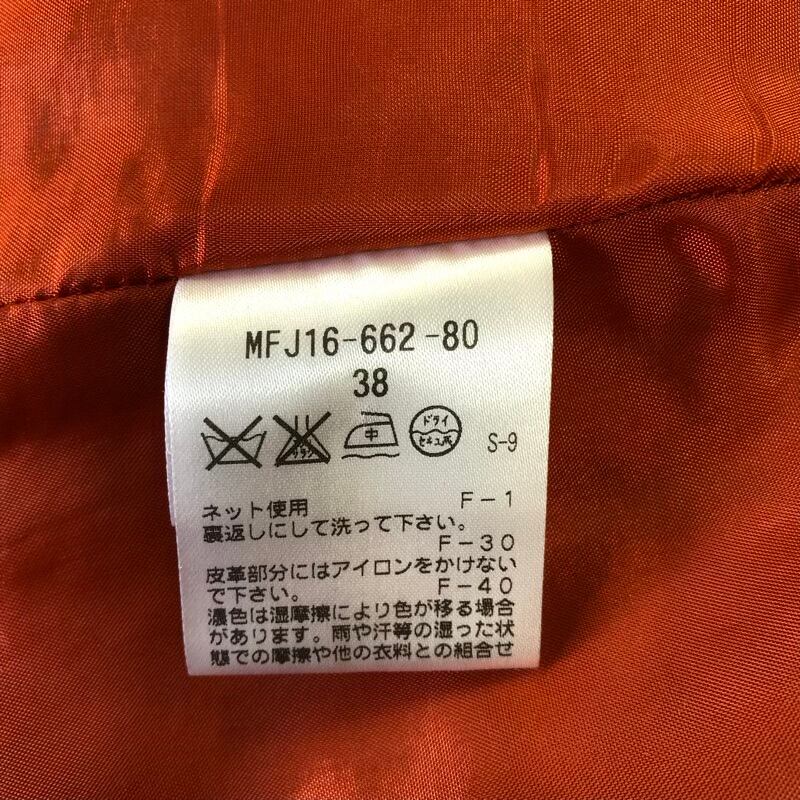 MFJ16-662-80
38
サラシ
中
ドライ
セキユ系
S-9
ネット使用 F-1
裏返しにして洗って下さい。
F-30
皮革部分にはアイロンをかけない
で下さい。 F-40
濃色は湿摩擦により色が移る場合
があります。雨や汗等の湿った状
態での摩擦や他の衣料との組合せ